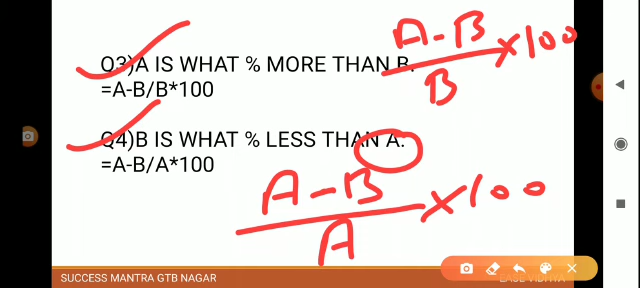 Q3)A IS WHAT % MORE THAN B.
=A-B/B*100
A-B
B
×100
Q4)B IS WHAT % LESS THAN A.
=A-B/A*100
A-B
A
×100
SUCCESS MANTRA GTB NAGAR